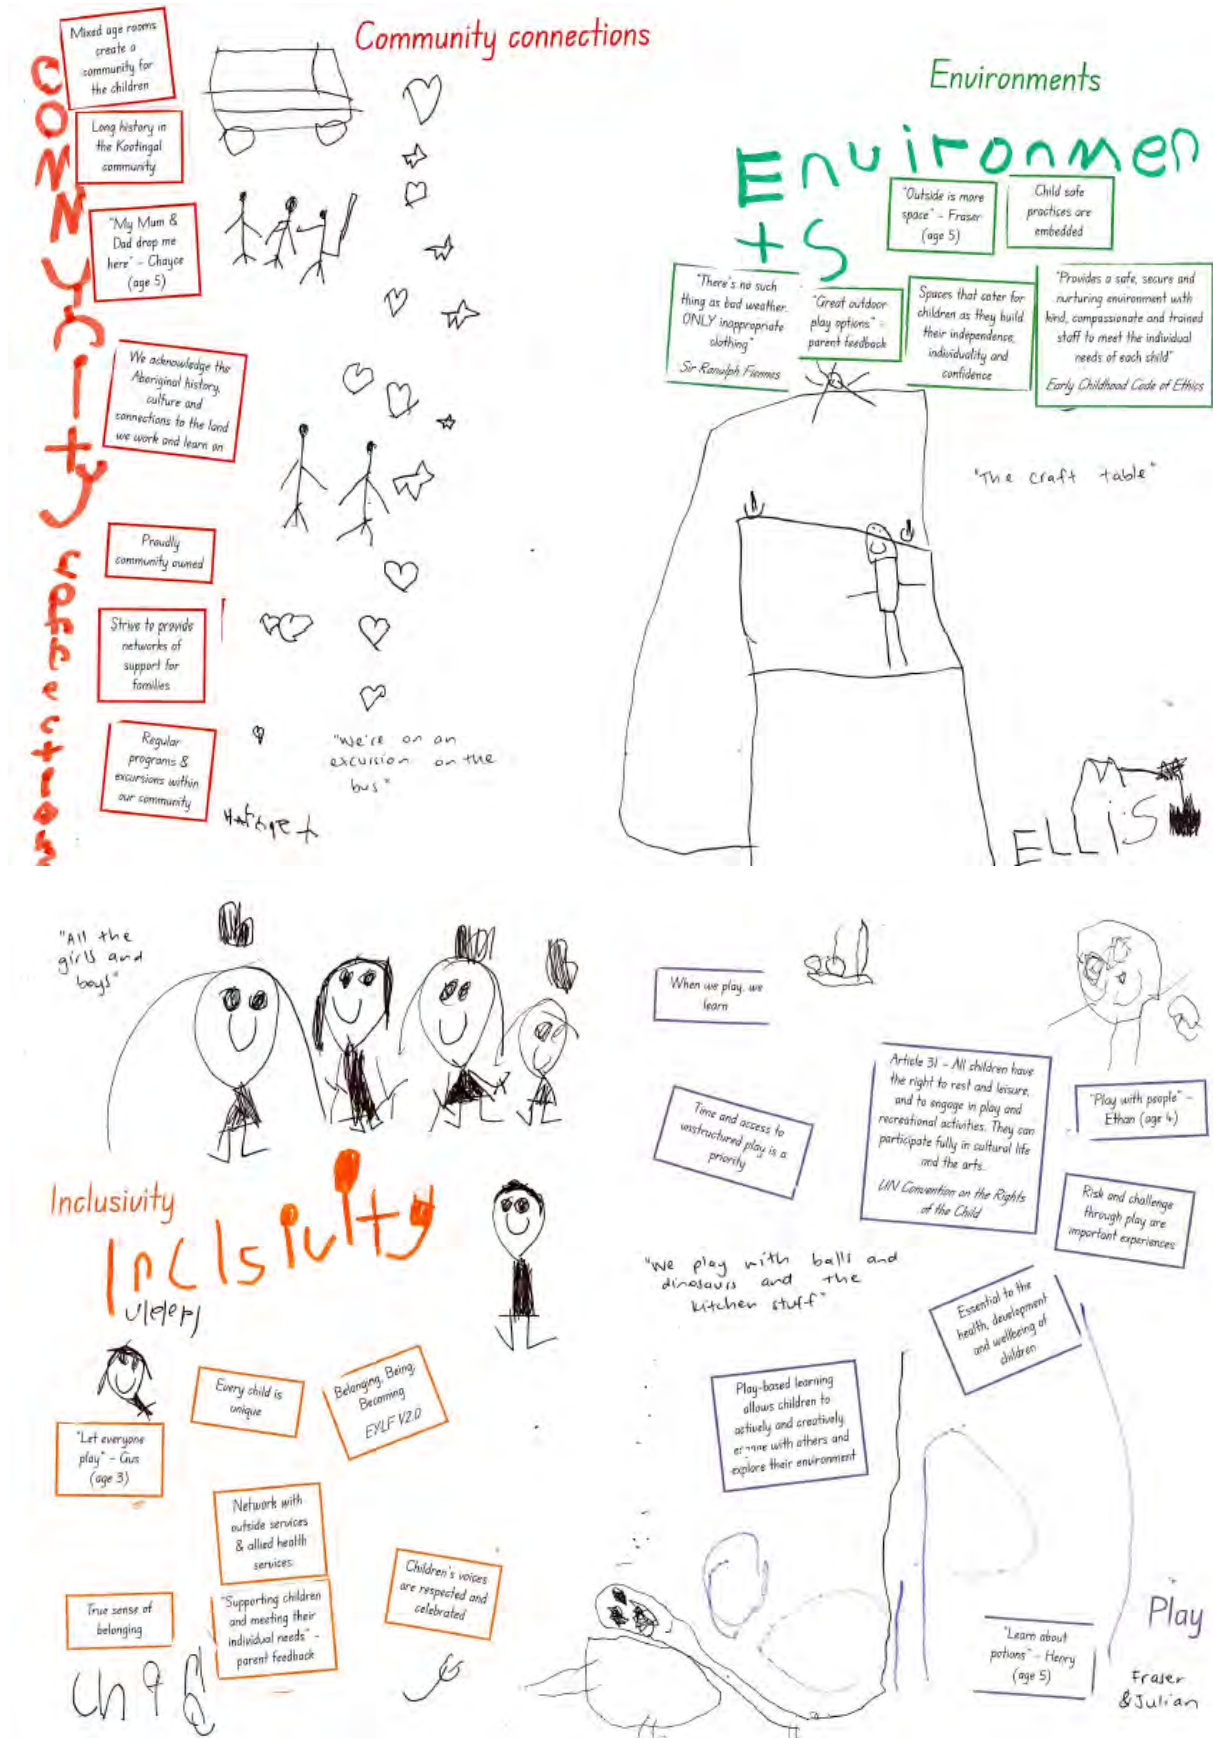 Community connections
Mixed age rooms
create a
community for
the children
Long history in
the Kootingal
community
"My Mum &
Dad drop me
here" - Chayce
(age 5)
We acknowledge the
Aboriginal history,
culture and
connections to the land
we work and learn on
Proudly
community owned
Strive to provide
networks of
support for
families
Regular
programs &
excursions within
our community
"We're on an
excursion on the
bus"
Environments
Environmen
ts
"Outside is more
space" - Fraser
(age 5)
Child safe
practices are
embedded
"There's no such
thing as bad weather,
ONLY inappropriate
clothing"
Sir Ranulph Fiennes
"Great outdoor
play options" -
parent feedback
Spaces that cater for
children as they build
their independence,
individuality and
confidence
"Provides a safe, secure and
nurturing environment with
kind, compassionate and trained
staff to meet the individual
needs of each child"
Early Childhood Code of Ethics
"The craft table"
ELLiS
"All the
girls and
boys"
Inclusivity
Inclsivity
Every child is
unique
Belonging, Being,
Becoming
EYLF V2.0
"Let everyone
play" - Gus
(age 3)
Network with
outside services
& allied health
services
True sense of
belonging
"Supporting children
and meeting their
individual needs" -
parent feedback
Children's voices
are respected and
celebrated
When we play, we
learn
Time and access to
unstructured play is a
priority
Article 31 - All children have
the right to rest and leisure,
and to engage in play and
recreational activities. They can
participate fully in cultural life
and the arts.
UN Convention on the Rights
of the Child
"Play with people" -
Ethan (age 4)
Risk and challenge
through play are
important experiences
"We play with balls and
dinosaurs and the
kitchen stuff"
Essential to the
health, development
and wellbeing of
children
Play-based learning
allows children to
actively and creatively
engage with others and
explore their environment
Play
"Learn about
potions" - Henry
(age 5)
Fraser
& Julian